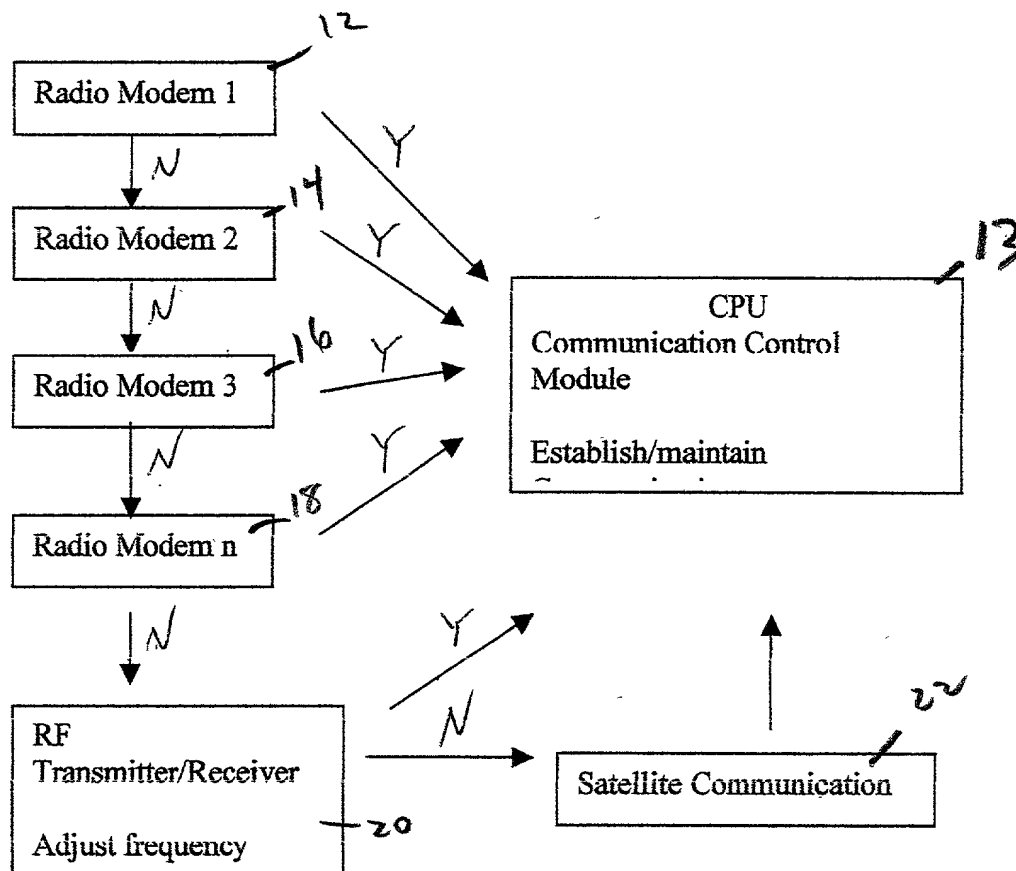 12
Radio Modem 1
Y
N
14
Radio Modem 2
Y
13
CPU
Communication Control
Module
Establish/maintain
N
16
Radio Modem 3
Y
N
18
Radio Modem n
Y
N
Y
N
22
RF
Transmitter/Receiver
Adjust frequency
20
Satellite Communication